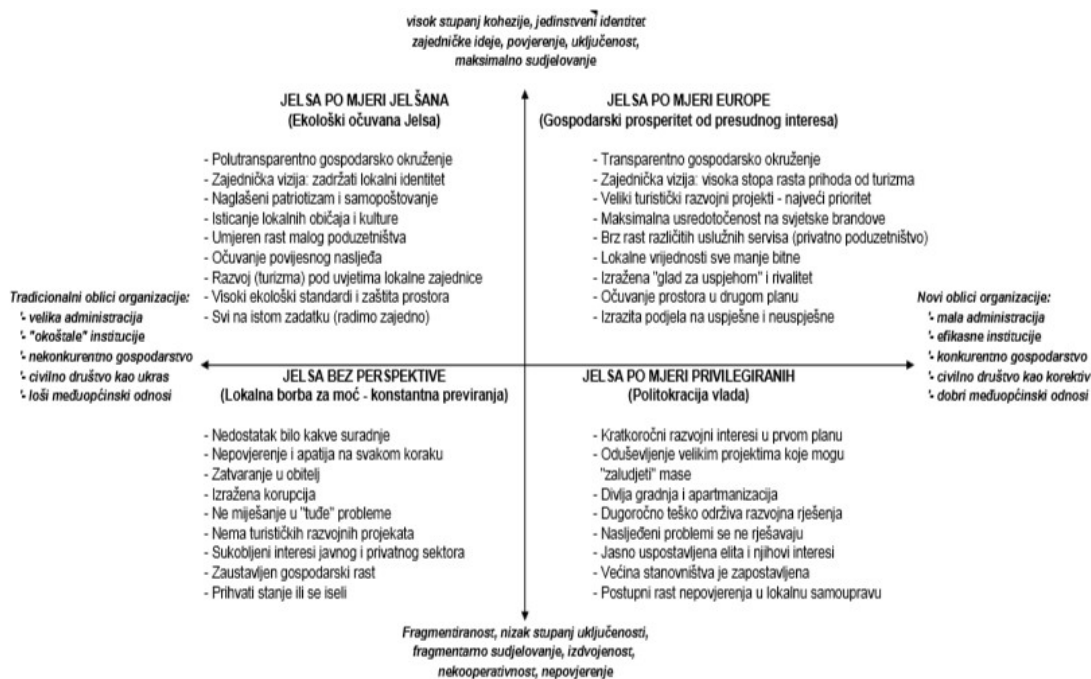 visok stupanj kohezije, jedinstveni identitet
zajedničke ideje, povjerenje, uključenost,
maksimalno sudjelovanje
JELSA PO MJERI JELŠANA
(Ekološki očuvana Jelsa)
- Polutransparentno gospodarsko okruženje
- Zajednička vizija: zadržati lokalni identitet
- Naglašeni patriotizam i samopoštovanje
- Isticanje lokalnih običaja i kulture
- Umjeren rast malog poduzetništva
- Očuvanje povijesnog nasljeđa
- Razvoj (turizma) pod uvjetima lokalne zajednice
- Visoki ekološki standardi i zaštita prostora
- Svi na istom zadatku (radimo zajedno)
JELSA PO MJERI EUROPE
(Gospodarski prosperitet od presudnog interesa)
- Transparentno gospodarsko okruženje
- Zajednička vizija: visoka stopa rasta prihoda od turizma
- Veliki turistički razvojni projekti - najveći prioritet
- Maksimalna usredotočenost na svjetske brandove
- Brz rast različitih uslužnih servisa (privatno poduzetništvo)
- Lokalne vrijednosti sve manje bitne
- Izražena "glad za uspjehom" i rivalitet
- Očuvanje prostora u drugom planu
- Izrazita podjela na uspješne i neuspješne
Tradicionalni oblici organizacije:
'- velika administracija
'- "okoštale" institucije
'- nekonkurentno gospodarstvo
'- civilno društvo kao ukras
'- loši međuopćinski odnosi
Novi oblici organizacije:
'- mala administracija
'- efikasne institucije
'- konkurentno gospodarstvo
'- civilno društvo kao korektiv
'- dobri međuopćinski odnosi
JELSA BEZ PERSPEKTIVE
(Lokalna borba za moć - konstantna previranja)
- Nedostatak bilo kakve suradnje
- Nepovjerenje i apatija na svakom koraku
- Zatvaranje u obitelj
- Izražena korupcija
- Ne miješanje u "tuđe" probleme
- Nema turističkih razvojnih projekata
- Sukobljeni interesi javnog i privatnog sektora
- Zaustavljen gospodarski rast
- Prihvati stanje ili se iseli
JELSA PO MJERI PRIVILEGIRANIH
(Politokracija vlada)
- Kratkoročni razvojni interesi u prvom planu
- Oduševljenje velikim projektima koje mogu
"zaludjeti" mase
- Divlja gradnja i apartmanizacija
- Dugoročno teško održiva razvojna rješenja
- Nasljeđeni problemi se ne rješavaju
- Jasno uspostavljena elita i njihovi interesi
- Većina stanovništva je zapostavljena
- Postupni rast nepovjerenja u lokalnu samoupravu
Fragmentiranost, nizak stupanj uključenosti,
fragmentarno sudjelovanje, izdvojenost,
nekooperativnost, nepovjerenje